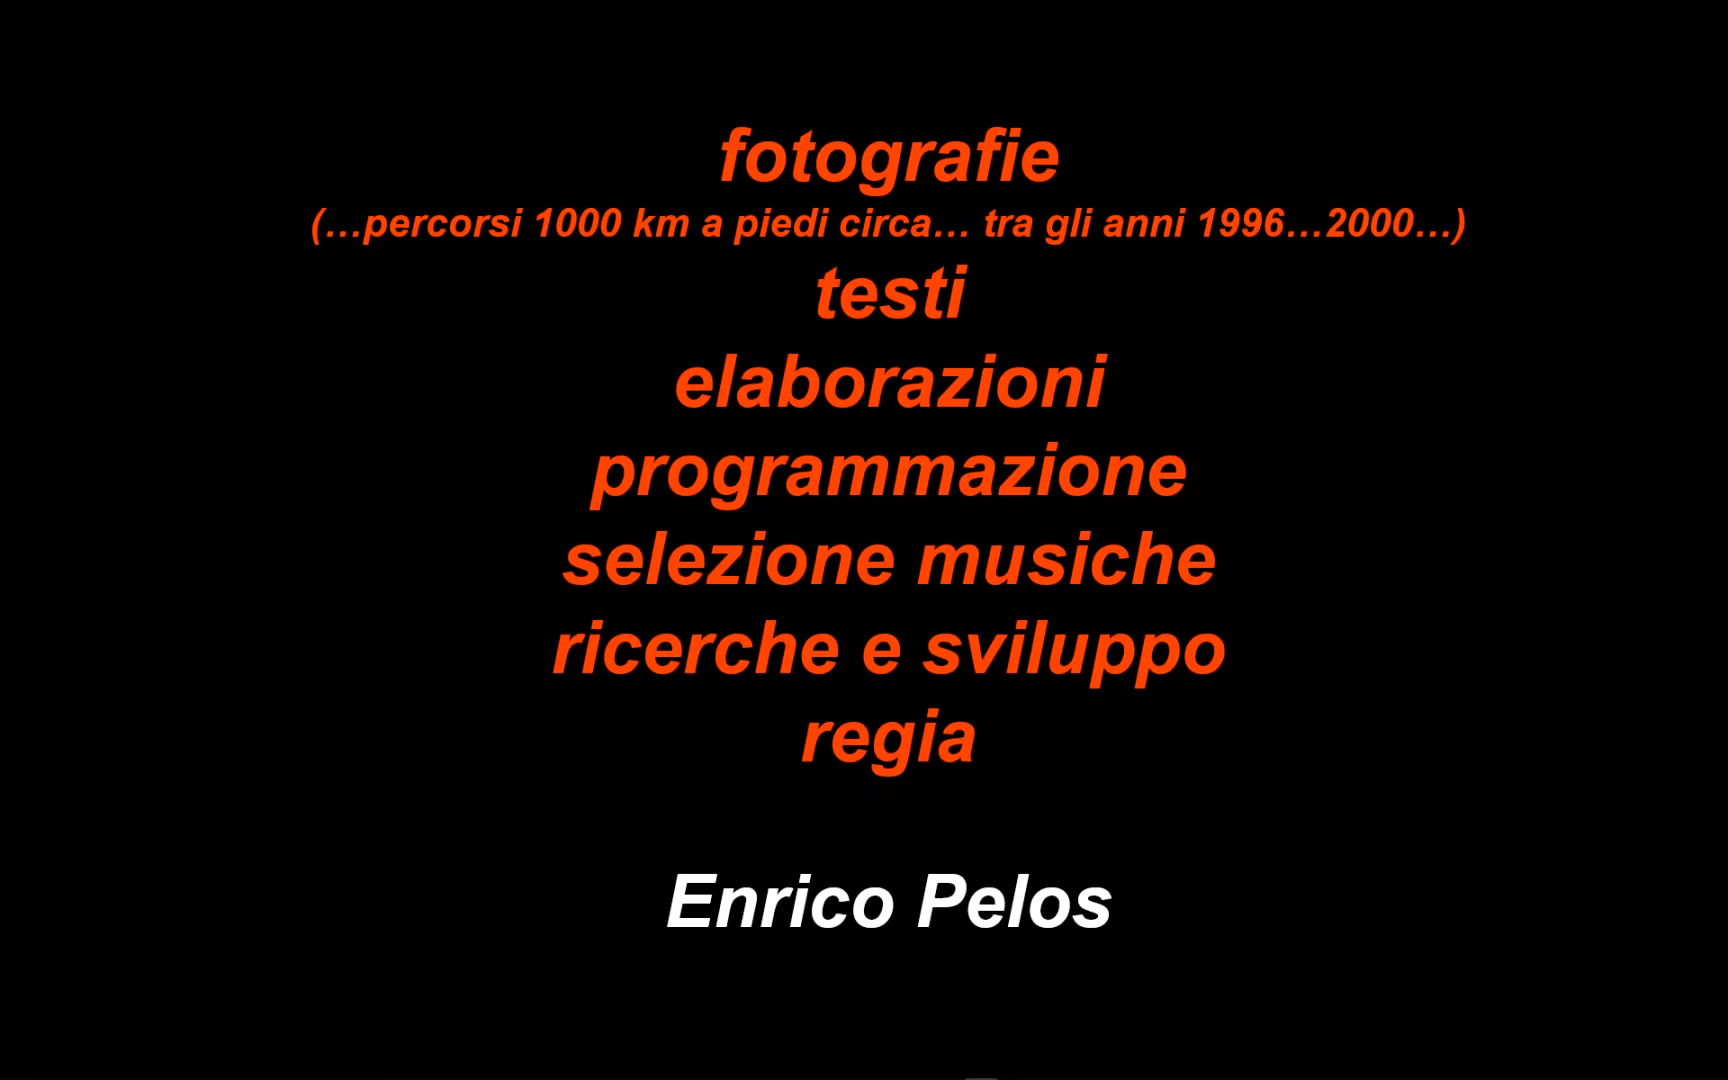 fotografie
(…percorsi 1000 km a piedi circa… tra gli anni 1996…2000…)
testi
elaborazioni
programmazione
selezione musiche
ricerche e sviluppo
regia
Enrico Pelos